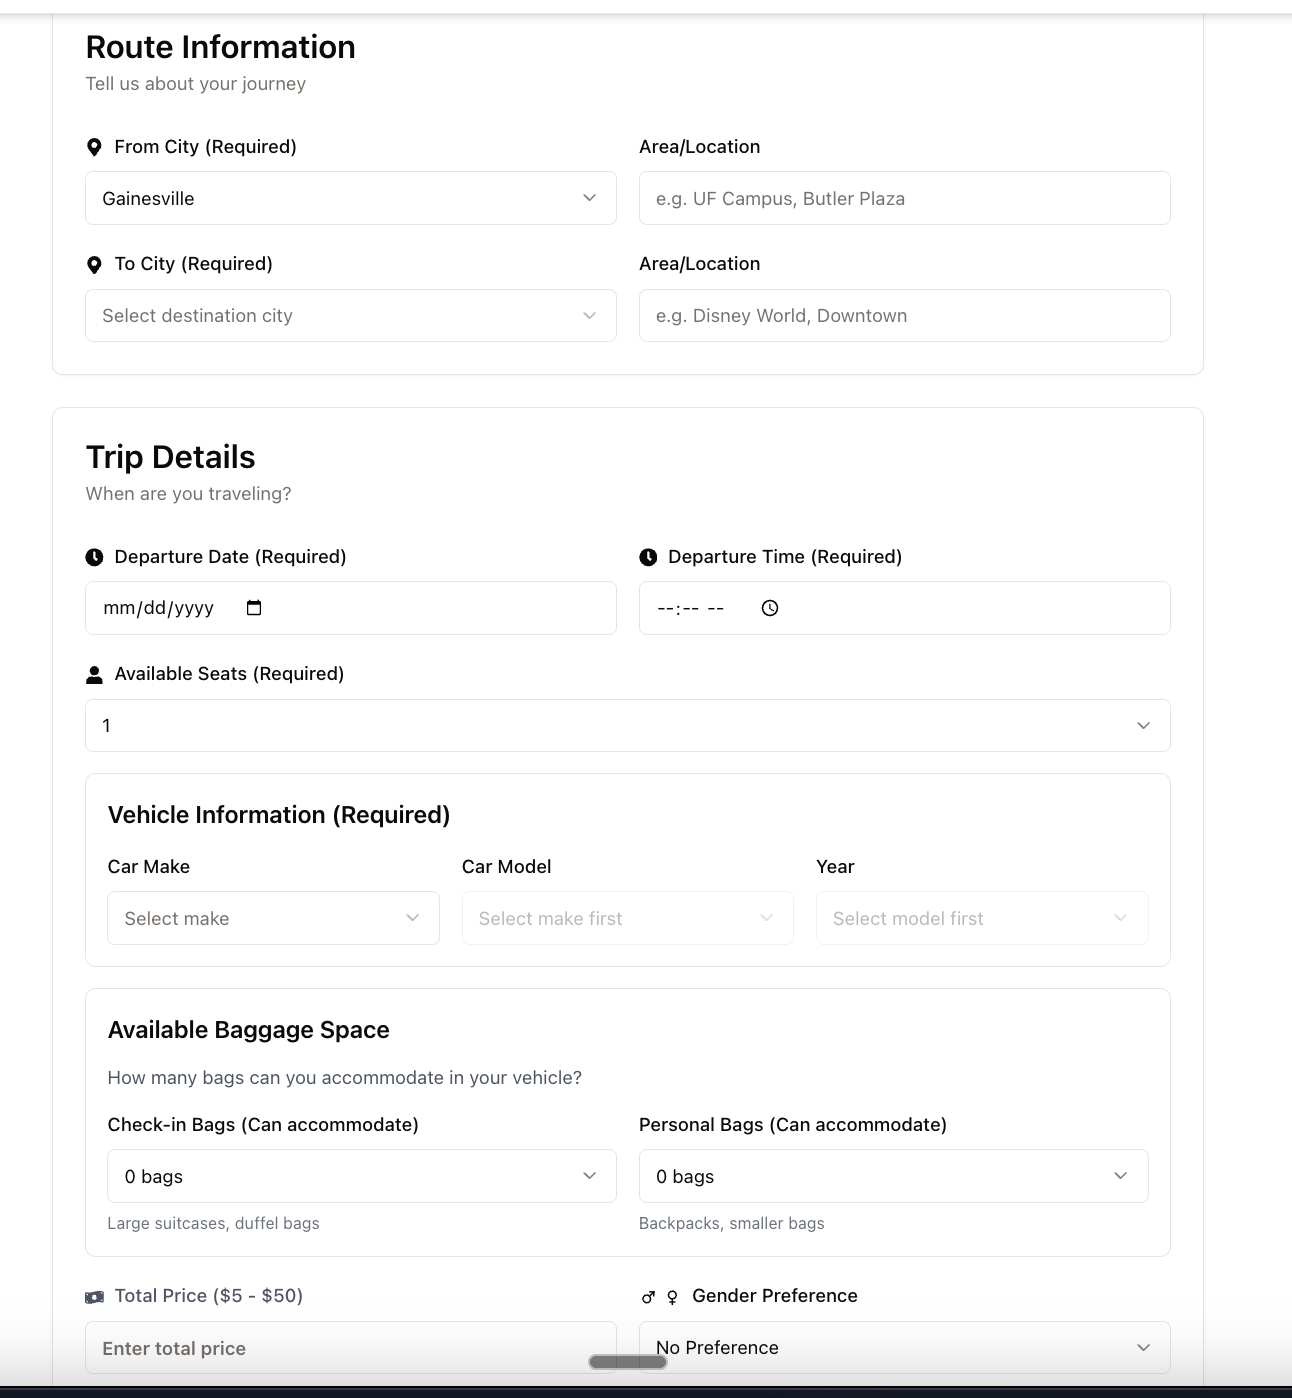 Route Information
Tell us about your journey
From City (Required)
Area/Location
Gainesville
e.g. UF Campus, Butler Plaza
To City (Required)
Area/Location
Select destination city
e.g. Disney World, Downtown
Trip Details
When are you traveling?
Departure Date (Required)
Departure Time (Required)
mm/dd/yyyy
--:-- --
Available Seats (Required)
1
Vehicle Information (Required)
Car Make
Car Model
Year
Select make
Select make first
Select model first
Available Baggage Space
How many bags can you accommodate in your vehicle?
Check-in Bags (Can accommodate)
Personal Bags (Can accommodate)
0 bags
0 bags
Large suitcases, duffel bags
Backpacks, smaller bags
Total Price ($5 - $50)
♂ ♀ Gender Preference
Enter total price
No Preference